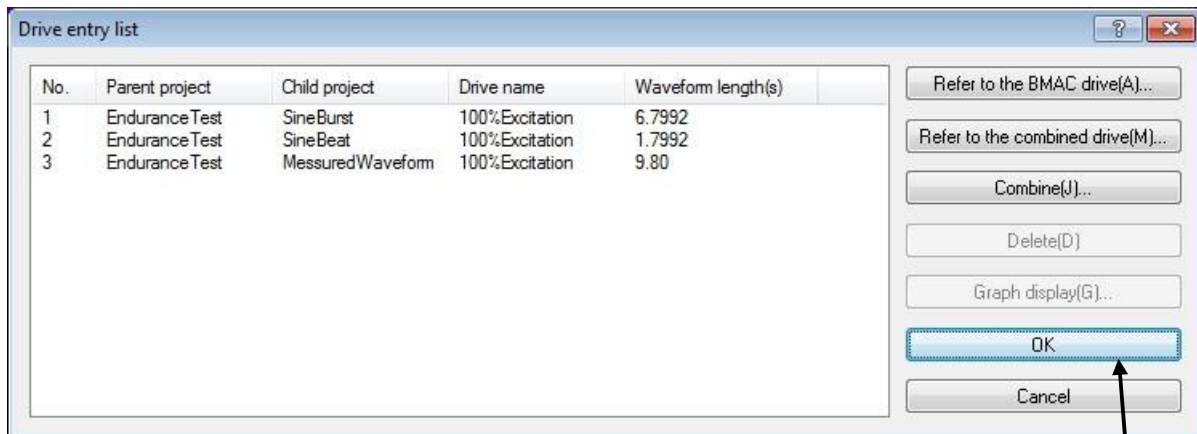 Drive entry list
No. Parent project Child project Drive name Waveform length(s)
1 EnduranceTest SineBurst 100%Excitation 6.7992
2 EnduranceTest SineBeat 100%Excitation 1.7992
3 EnduranceTest MessuredWaveform 100%Excitation 9.80
Refer to the BMAC drive(A)...
Refer to the combined drive(M)...
Combine(J)...
Delete(D)
Graph display(G)...
OK
Cancel